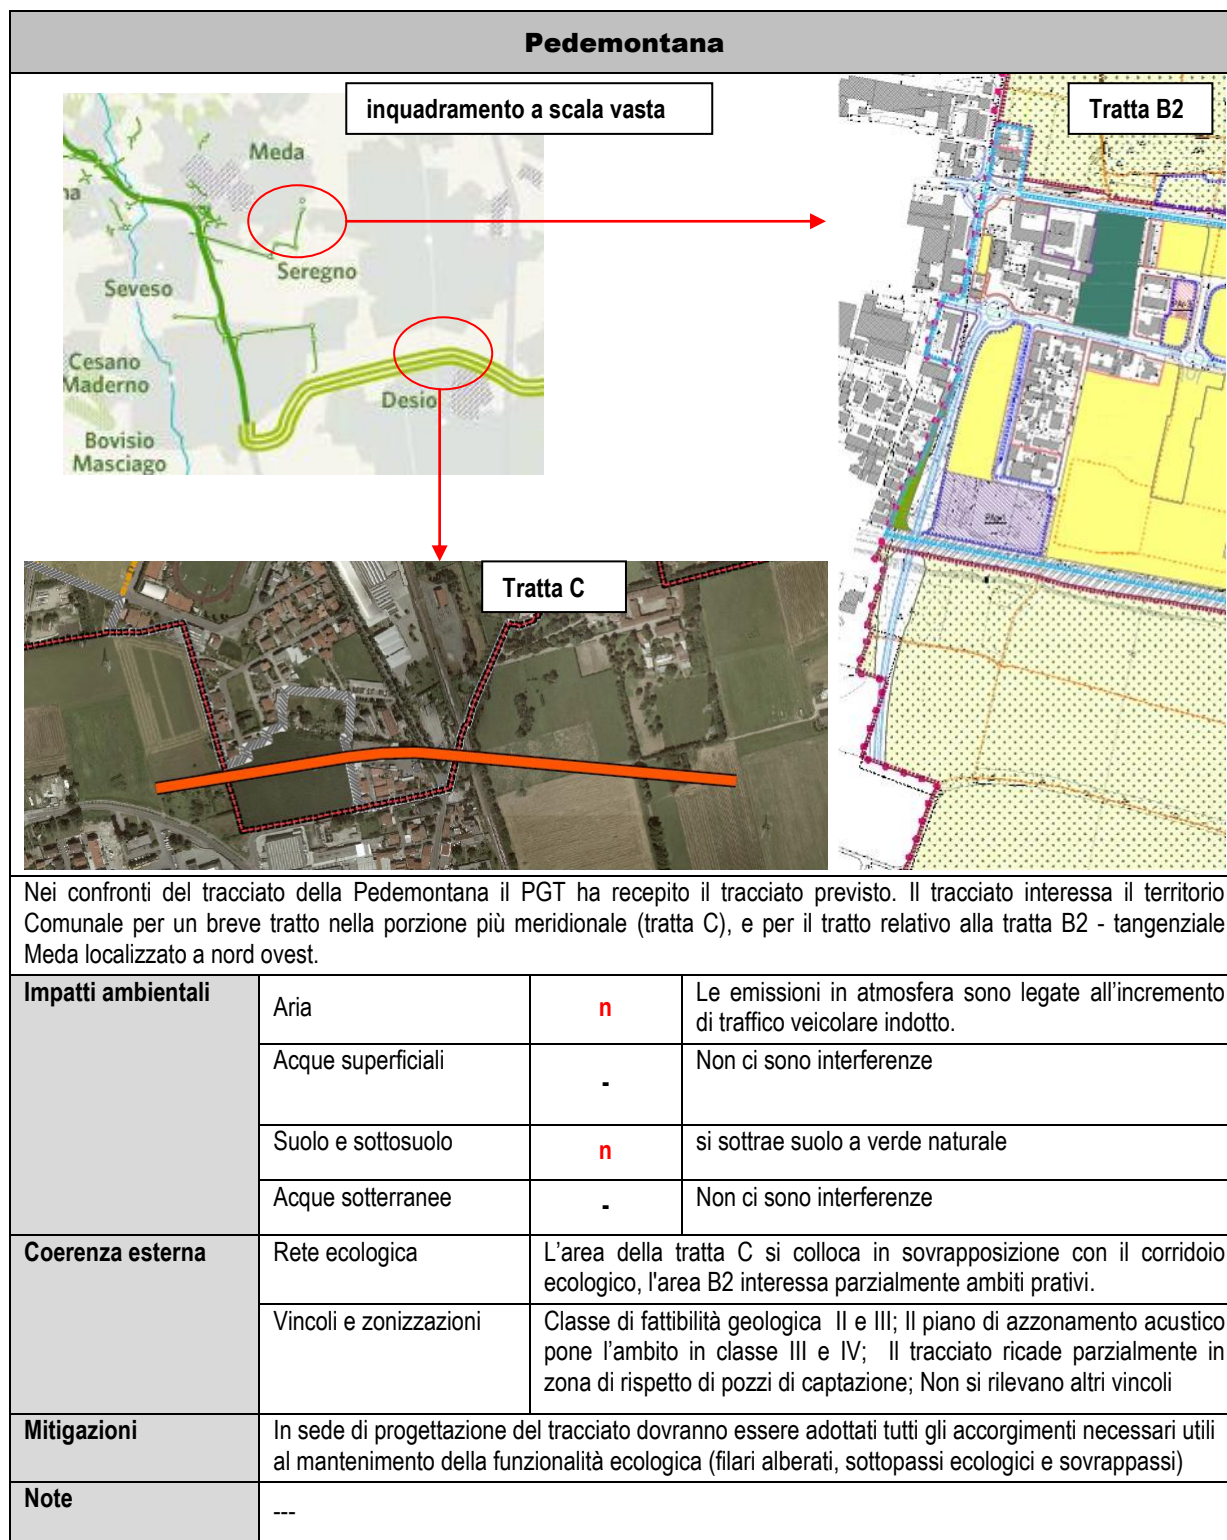 Pedemontana
inquadramento a scala vasta
Tratta B2
Meda
na
Seregno
Seveso
Cesano
Maderno
Desio
Bovisio
Masciago
Tratta C
Nei confronti del tracciato della Pedemontana il PGT ha recepito il tracciato previsto. Il tracciato interessa il territorio
Comunale per un breve tratto nella porzione più meridionale (tratta C), e per il tratto relativo alla tratta B2 - tangenziale
Meda localizzato a nord ovest.
Impatti ambientali
Aria
n
Le emissioni in atmosfera sono legate all’incremento
di traffico veicolare indotto.
Acque superficiali
-
Non ci sono interferenze
Suolo e sottosuolo
n
si sottrae suolo a verde naturale
Acque sotterranee
-
Non ci sono interferenze
Coerenza esterna
Rete ecologica
L’area della tratta C si colloca in sovrapposizione con il corridoio
ecologico, l'area B2 interessa parzialmente ambiti prativi.
Vincoli e zonizzazioni
Classe di fattibilità geologica II e III; Il piano di azzonamento acustico
pone l’ambito in classe III e IV; Il tracciato ricade parzialmente in
zona di rispetto di pozzi di captazione; Non si rilevano altri vincoli
Mitigazioni
In sede di progettazione del tracciato dovranno essere adottati tutti gli accorgimenti necessari utili
al mantenimento della funzionalità ecologica (filari alberati, sottopassi ecologici e sovrappassi)
Note
---